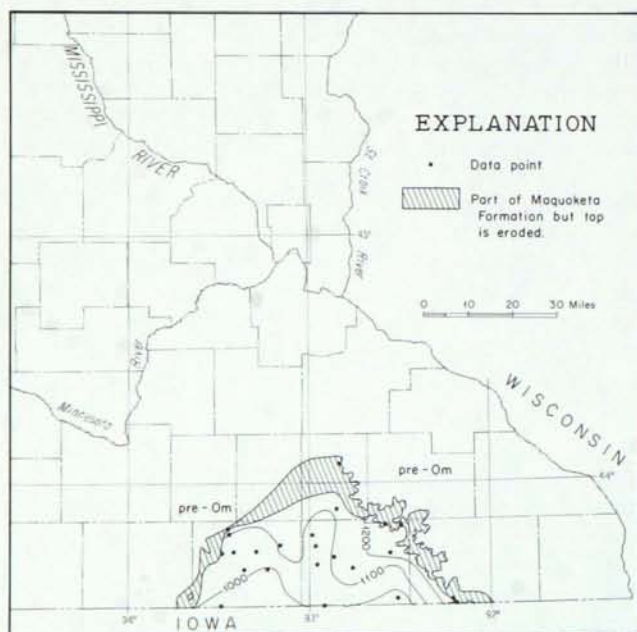 MISSISSIPPI
RIVER
St Croix
River
EXPLANATION
Data point
Part of Maquoketa
Formation but top
is eroded.
0 10 20 30 Miles
River
Minnesota
WISCONSIN
pre-Om
pre-Om
44°
1200
1000
1100
94°
93°
92°
IOWA